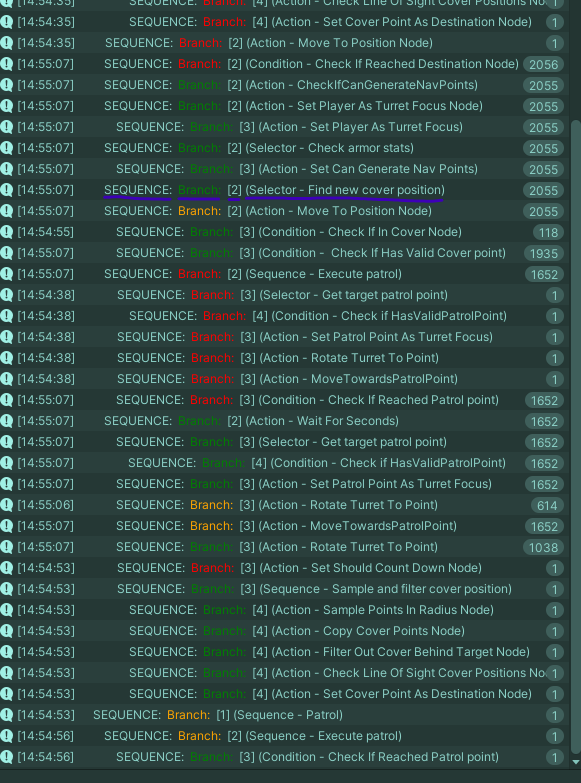 [14:54:35] SEQUENCE: Branch: [4] (Action - Check Line Of Sight Cover Positions No 1
[14:54:35] SEQUENCE: Branch: [4] (Action - Set Cover Point As Destination Node) 1
[14:54:35] SEQUENCE: Branch: [2] (Action - Move To Position Node) 1
[14:55:07] SEQUENCE: Branch: [2] (Condition - Check If Reached Destination Node) 2056
[14:55:07] SEQUENCE: Branch: [2] (Action - CheckIfCanGenerateNavPoints) 2055
[14:55:07] SEQUENCE: Branch: [2] (Action - Set Player As Turret Focus Node) 2055
[14:55:07] SEQUENCE: Branch: [3] (Action - Set Player As Turret Focus) 2055
[14:55:07] SEQUENCE: Branch: [2] (Selector - Check armor stats) 2055
[14:55:07] SEQUENCE: Branch: [3] (Action - Set Can Generate Nav Points) 2055
[14:55:07] SEQUENCE: Branch: [2] (Selector - Find new cover position) 2055
[14:55:07] SEQUENCE: Branch: [2] (Action - Move To Position Node) 2055
[14:54:55] SEQUENCE: Branch: [3] (Condition - Check If In Cover Node) 118
[14:55:07] SEQUENCE: Branch: [3] (Condition -  Check If Has Valid Cover point) 1935
[14:55:07] SEQUENCE: Branch: [2] (Sequence - Execute patrol) 1652
[14:54:38] SEQUENCE: Branch: [3] (Selector - Get target patrol point) 1
[14:54:38] SEQUENCE: Branch: [4] (Condition - Check if HasValidPatrolPoint) 1
[14:54:38] SEQUENCE: Branch: [3] (Action - Set Patrol Point As Turret Focus) 1
[14:54:38] SEQUENCE: Branch: [3] (Action - Rotate Turret To Point) 1
[14:54:38] SEQUENCE: Branch: [3] (Action - MoveTowardsPatrolPoint) 1
[14:55:07] SEQUENCE: Branch: [3] (Condition - Check If Reached Patrol point) 1652
[14:55:07] SEQUENCE: Branch: [2] (Action - Wait For Seconds) 1652
[14:55:07] SEQUENCE: Branch: [3] (Selector - Get target patrol point) 1652
[14:55:07] SEQUENCE: Branch: [4] (Condition - Check if HasValidPatrolPoint) 1652
[14:55:07] SEQUENCE: Branch: [3] (Action - Set Patrol Point As Turret Focus) 1652
[14:55:06] SEQUENCE: Branch: [3] (Action - Rotate Turret To Point) 614
[14:55:07] SEQUENCE: Branch: [3] (Action - MoveTowardsPatrolPoint) 1652
[14:55:07] SEQUENCE: Branch: [3] (Action - Rotate Turret To Point) 1038
[14:54:53] SEQUENCE: Branch: [3] (Action - Set Should Count Down Node) 1
[14:54:53] SEQUENCE: Branch: [3] (Sequence - Sample and filter cover position) 1
[14:54:53] SEQUENCE: Branch: [4] (Action - Sample Points In Radius Node) 1
[14:54:53] SEQUENCE: Branch: [4] (Action - Copy Cover Points Node) 1
[14:54:53] SEQUENCE: Branch: [4] (Action - Filter Out Cover Behind Target Node) 1
[14:54:53] SEQUENCE: Branch: [4] (Action - Check Line Of Sight Cover Positions No 1
[14:54:53] SEQUENCE: Branch: [4] (Action - Set Cover Point As Destination Node) 1
[14:54:53] SEQUENCE: Branch: [1] (Sequence - Patrol) 1
[14:54:56] SEQUENCE: Branch: [2] (Sequence - Execute patrol) 1
[14:54:56] SEQUENCE: Branch: [3] (Condition - Check If Reached Patrol point) 1